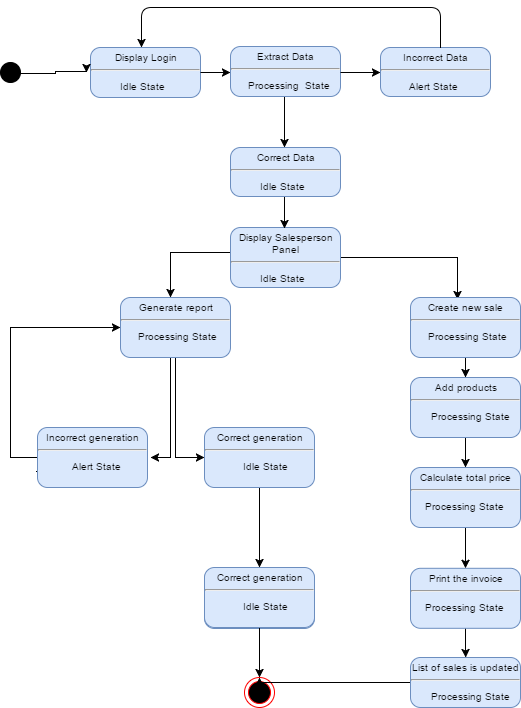 Display Login
Idle State
Extract Data
Processing State
Incorrect Data
Alert State
Correct Data
Idle State
Display Salesperson
Panel
Idle State
Generate report
Processing State
Create new sale
Processing State
Add products
Processing State
Incorrect generation
Alert State
Correct generation
Idle State
Calculate total price
Processing State
Correct generation
Idle State
Print the invoice
Processing State
List of sales is updated
Processing State